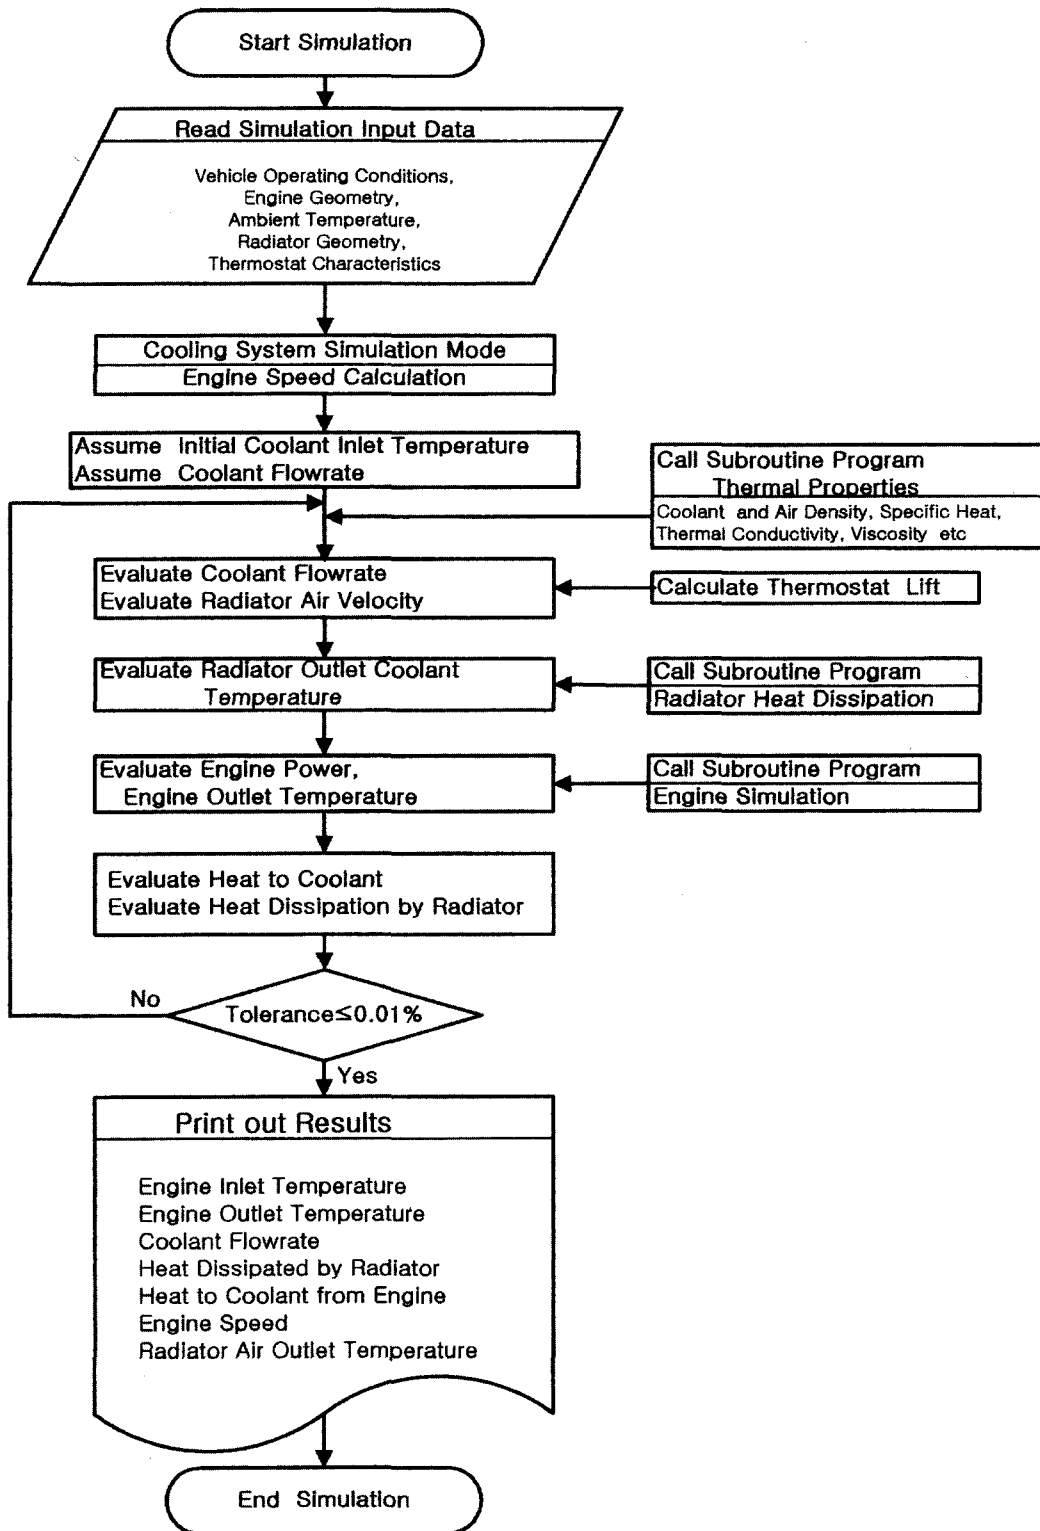 Start Simulation
Read Simulation Input Data
Vehicle Operating Conditions,
Engine Geometry,
Ambient Temperature,
Radiator Geometry,
Thermostat Characteristics
Cooling System Simulation Mode
Engine Speed Calculation
Assume Initial Coolant Inlet Temperature
Assume Coolant Flowrate
Call Subroutine Program
Thermal Properties
Coolant and Air Density, Specific Heat,
Thermal Conductivity, Viscosity etc
Evaluate Coolant Flowrate
Evaluate Radiator Air Velocity
Calculate Thermostat Lift
Evaluate Radiator Outlet Coolant
Temperature
Call Subroutine Program
Radiator Heat Dissipation
Evaluate Engine Power,
Engine Outlet Temperature
Call Subroutine Program
Engine Simulation
Evaluate Heat to Coolant
Evaluate Heat Dissipation by Radiator
No
Tolerance≤0.01%
Yes
Print out Results
Engine Inlet Temperature
Engine Outlet Temperature
Coolant Flowrate
Heat Dissipated by Radiator
Heat to Coolant from Engine
Engine Speed
Radiator Air Outlet Temperature
End Simulation